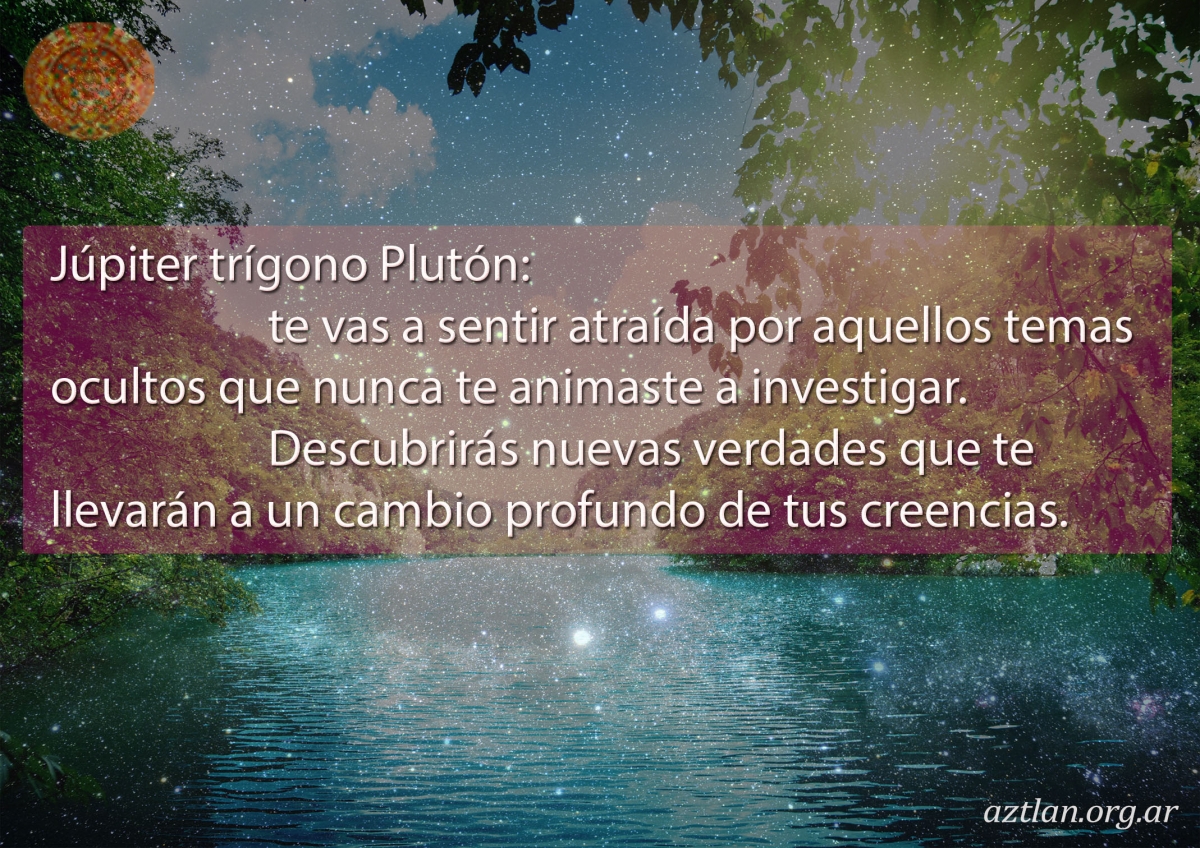 Júpiter trígono Plutón:
te vas a sentir atraída por aquellos temas
ocultos que nunca te animaste a investigar.
Descubrirás nuevas verdades que te
llevarán a un cambio profundo de tus creencias.
aztlan.org.ar